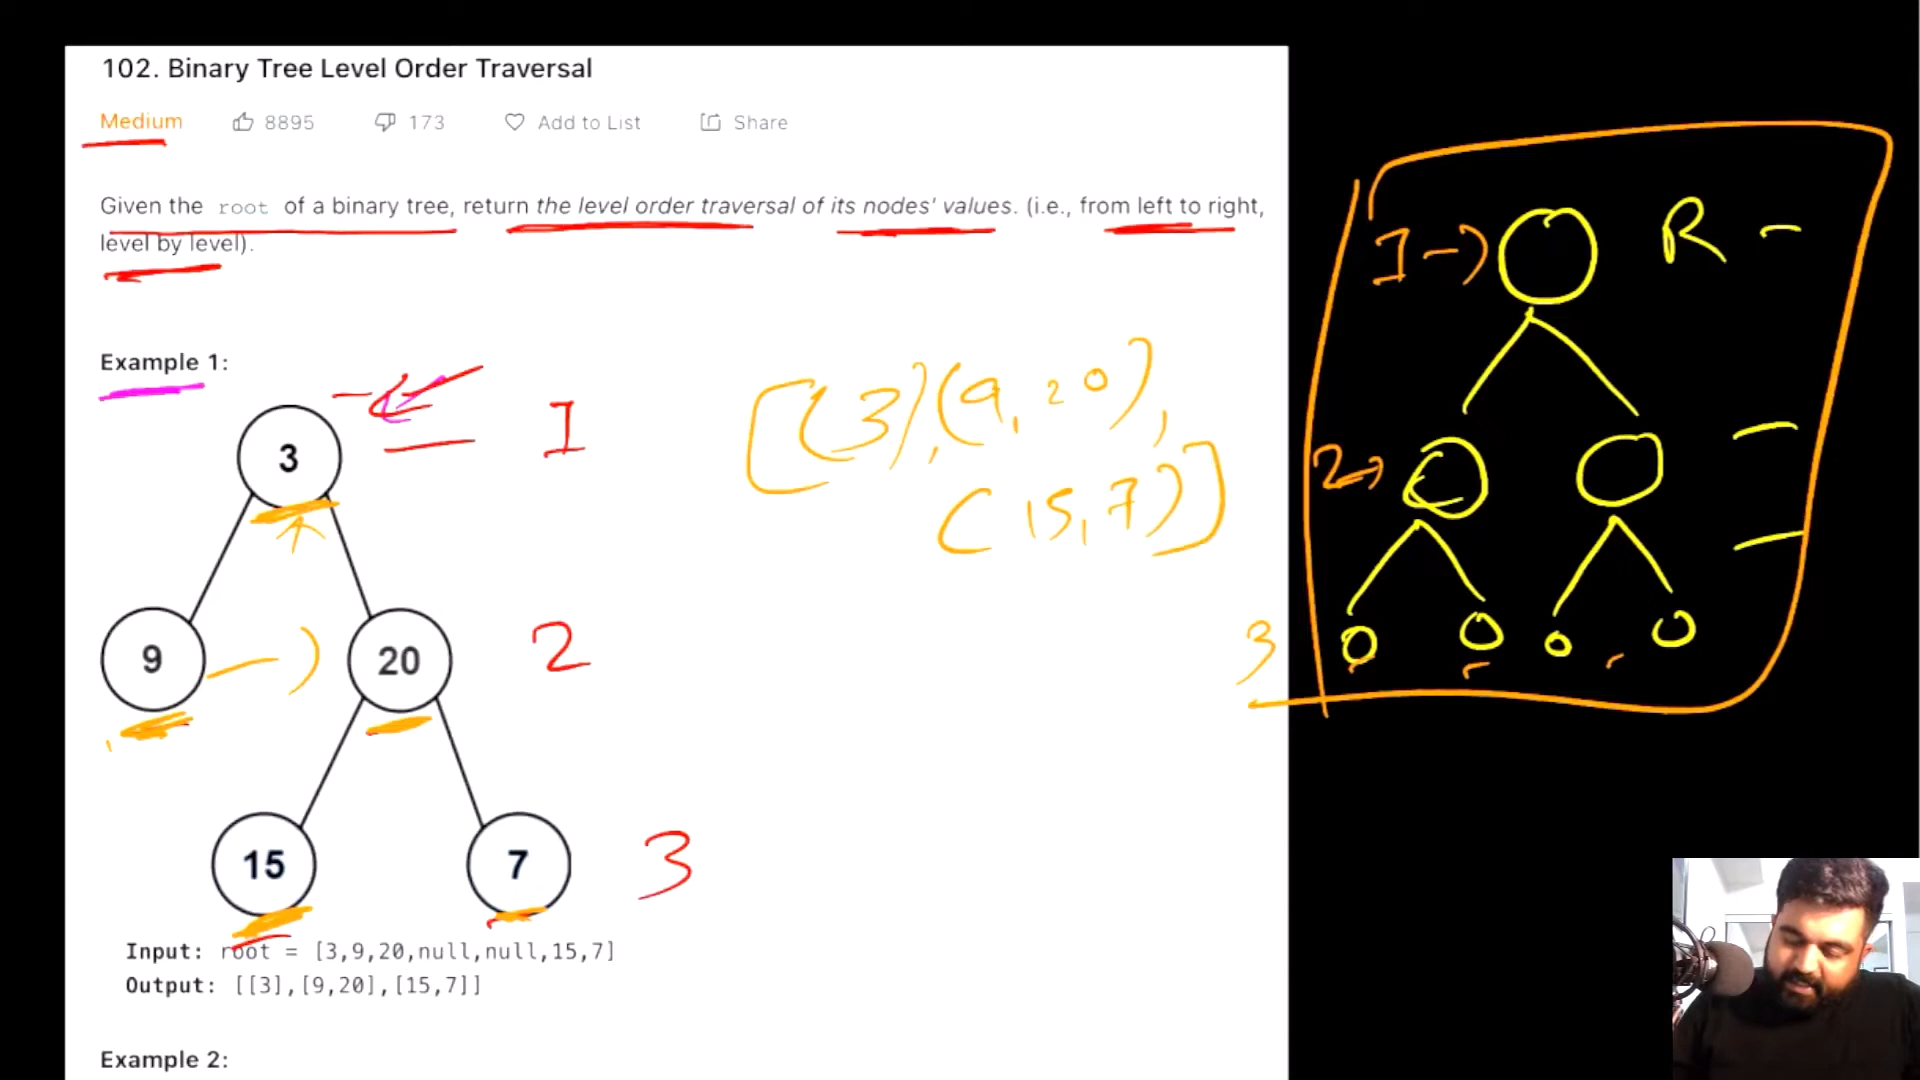 102. Binary Tree Level Order Traversal
Medium 8895 173 Add to List Share
Given the root of a binary tree, return the level order traversal of its nodes' values. (i.e., from left to right,
level by level).
Example 1:
3
9
20
15
7
1
2
3
[(3),(9,20),
(15,7)]
Input: root = [3,9,20,null,null,15,7]
Output: [[3],[9,20],[15,7]]
Example 2:
1->
R -
2->
3